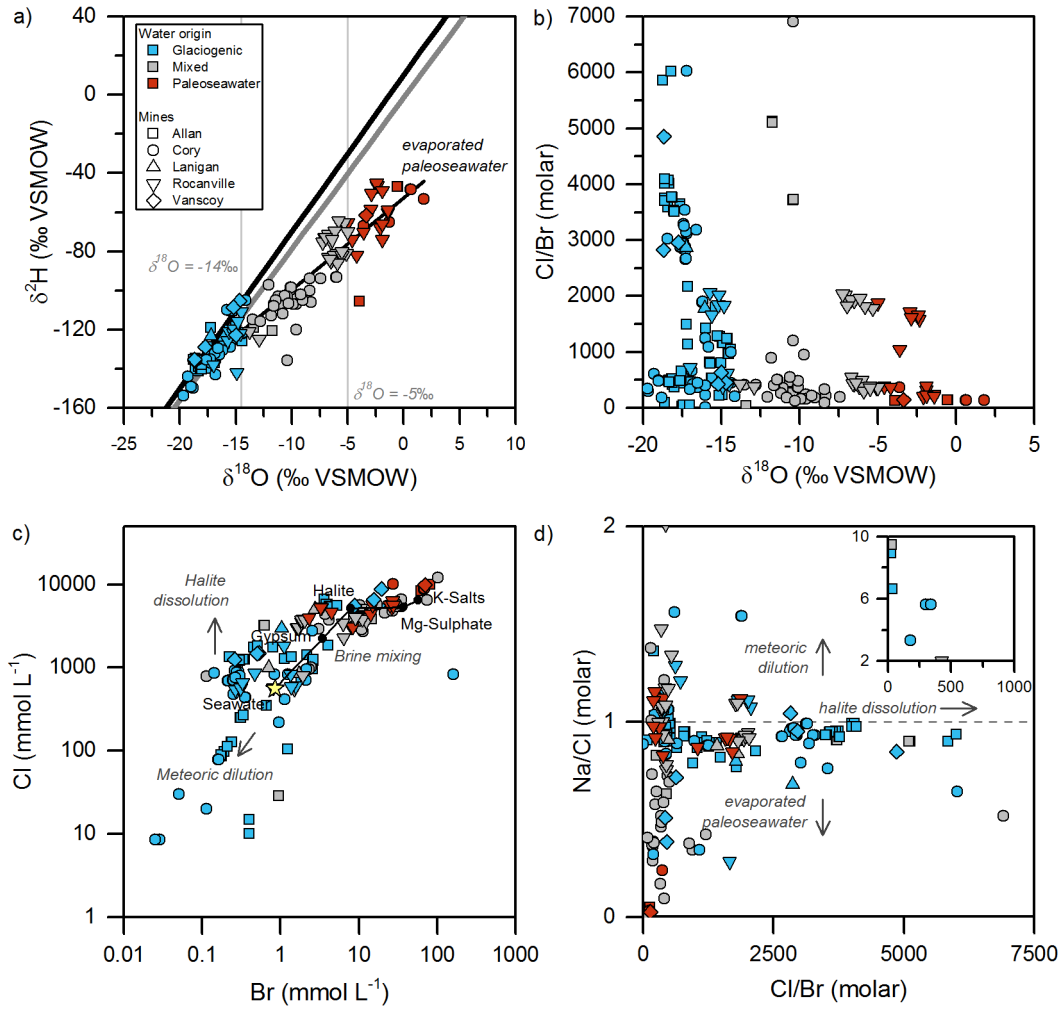 a)
δ²H (‰ VSMOW)
40
0
-40
-80
-120
-160
Water origin
Glaciogenic
Mixed
Paleoseawater
Mines
Allan
Cory
Lanigan
Rocanville
Vanscoy
evaporated
paleoseawater
δ¹⁸O = -14‰
δ¹⁸O = -5‰
-25 -20 -15 -10 -5 0 5 10
δ¹⁸O (‰ VSMOW)
b)
Cl/Br (molar)
7000
6000
5000
4000
3000
2000
1000
0
-20 -15 -10 -5 0 5
δ¹⁸O (‰ VSMOW)
c)
Cl (mmol L⁻¹)
10000
1000
100
10
1
Halite
dissolution
Halite
K-Salts
Mg-Sulphate
Gypsum
Brine mixing
Seawater
Meteoric dilution
0.01 0.1 1 10 100 1000
Br (mmol L⁻¹)
d)
Na/Cl (molar)
2
1
0
10
8
6
4
2
0 500 1000
meteoric
dilution
halite dissolution
evaporated
paleoseawater
0 2500 5000 7500
Cl/Br (molar)